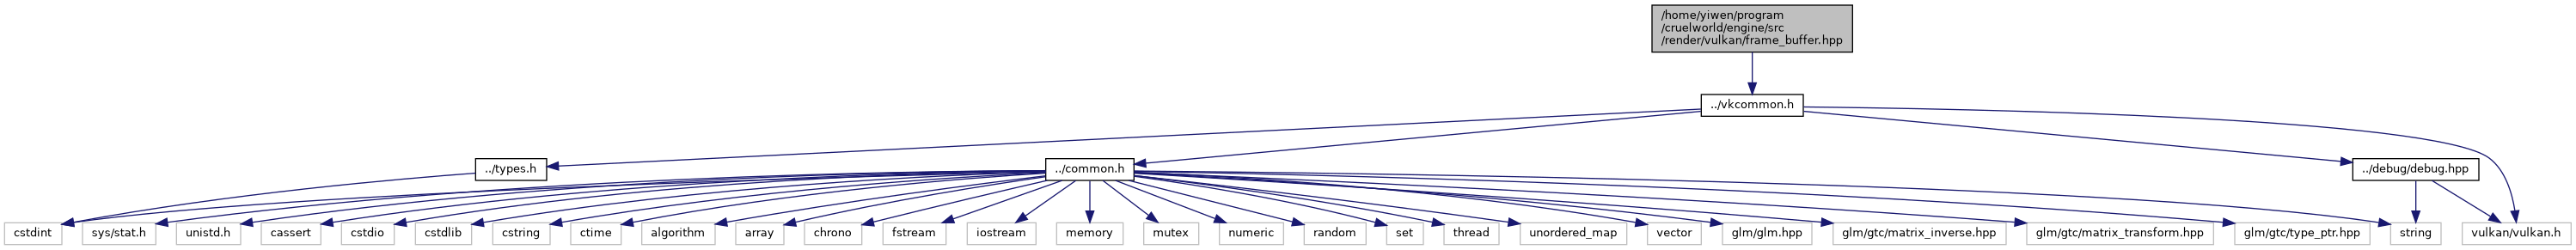 /home/yiwen/program
/cruelworld/engine/src
/render/vulkan/frame_buffer.hpp
../vkcommon.h
../types.h
../common.h
../debug/debug.hpp
cstdint
sys/stat.h
unistd.h
cassert
cstdio
cstdlib
cstring
ctime
algorithm
array
chrono
fstream
iostream
memory
mutex
numeric
random
set
thread
unordered_map
vector
glm/glm.hpp
glm/gtc/matrix_inverse.hpp
glm/gtc/matrix_transform.hpp
glm/gtc/type_ptr.hpp
string
vulkan/vulkan.h